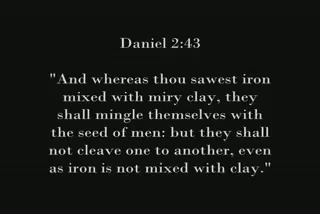 Daniel 2:43
"And whereas thou sawest iron
mixed with miry clay, they
shall mingle themselves with
the seed of men: but they shall
not cleave one to another, even
as iron is not mixed with clay."